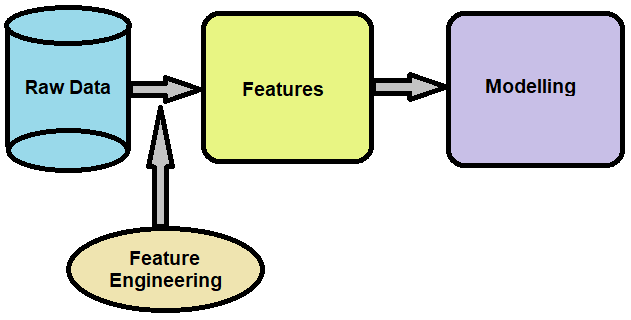 Raw Data
Features
Modelling
Feature
Engineering